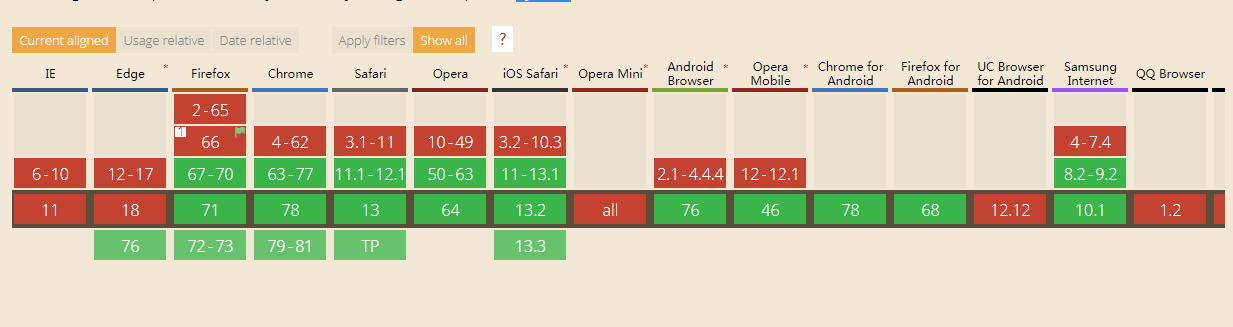 Current aligned Usage relative Date relative Apply filters Show all ?
IE Edge * Firefox Chrome Safari Opera iOS Safari * Opera Mini * Android Browser * Opera Mobile * Chrome for Android Firefox for Android UC Browser for Android Samsung Internet QQ Browser
2-65
1 66 4-62 3.1-11 10-49 3.2-10.3 4-7.4
6-10 12-17 67-70 63-77 11.1-12.1 50-63 11-13.1 2.1-4.4.4 12-12.1 8.2-9.2
11 18 71 78 13 64 13.2 all 76 46 78 68 12.12 10.1 1.2
76 72-73 79-81 TP 13.3